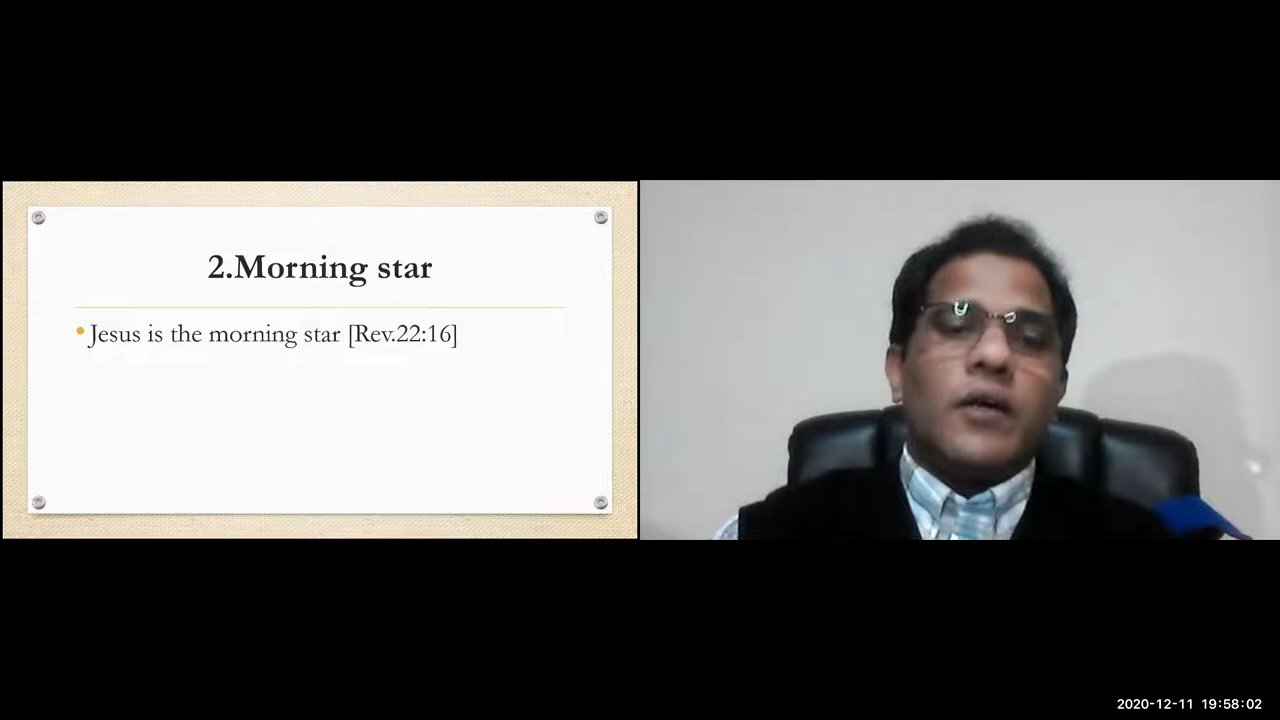 2.Morning star
Jesus is the morning star [Rev.22:16]
2020-12-11 19:58:02